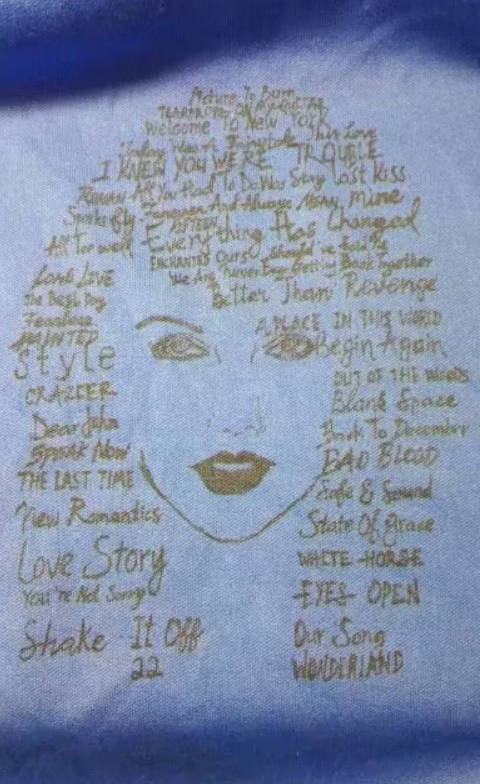 Picture To Burn
TEARDROPS ON MY GUITAR
Welcome To New York
Today Was A Fairytale This Love
I KNEW YOU WERE TROUBLE
All You Had To Do Was Stay last kiss
RONAN Forever And Always Mary mine
Sparks Fly FIFTEEN Has Changed
All Too well Everything should've Said No
ENCHANTED Ours
We Are never Ever Getting Back Together
Better Than Revenge
Long LOVE
The Best Day
Fearless
HAUNTED
style
CRAZIER
Dear John
Speak Now
THE LAST TIME
New Romantics
Love Story
You're Not Sorry
Shake It Off
22
A PLACE IN THIS WORLD
Begin Again
OUT OF THE WOODS
Blank Space
Back To December
BAD BLOOD
Safe & Sound
State Of Grace
WHITE HORSE
EYES OPEN
Our Song
WONDERLAND